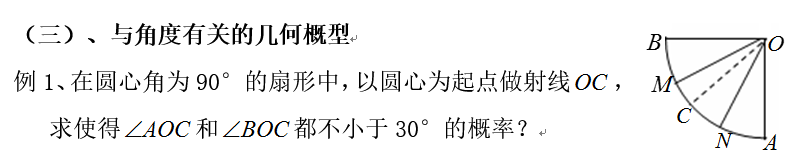 （三）、与角度有关的几何概型
例 1、在圆心角为 90° 的扇形中，以圆心为起点做射线 OC ，
求使得 ∠AOC 和 ∠BOC 都不小于 30° 的概率？
B
O
M
C
N
A